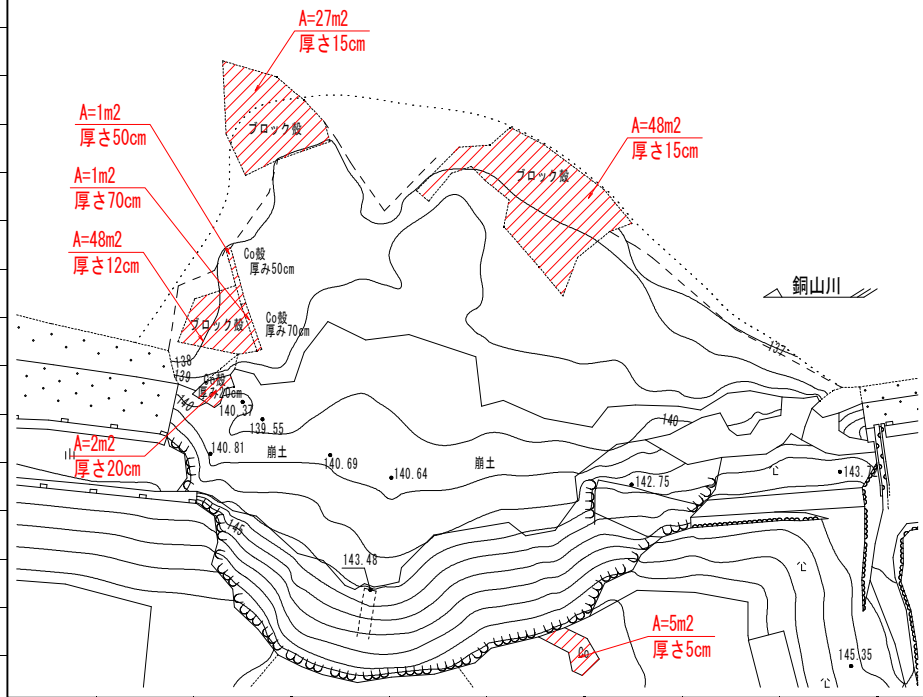 A=27m2
厚さ15cm
ブロック殻
A=1m2
厚さ50cm
A=48m2
厚さ15cm
ブロック殻
A=1m2
厚さ70cm
A=48m2
厚さ12cm
Co殻
厚み50cm
銅山川
ブロック殻
Co殻
厚み70cm
137
138
139
Co殻
厚み20cm
140
140.37
139.55
140
A=2m2
厚さ20cm
140.81
崩土
140.69
崩土
140.64
142.75
145
143.48
A=5m2
厚さ5cm
Co
145.35